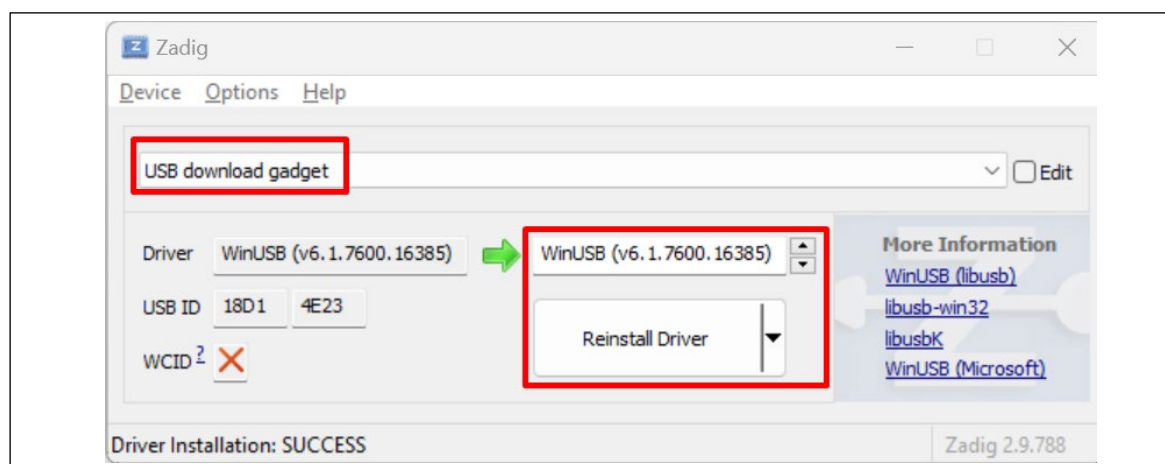 Zadig
Device Options Help
USB download gadget Edit
Driver WinUSB (v6.1.7600.16385) WinUSB (v6.1.7600.16385)
USB ID 18D1 4E23
WCID ?
Reinstall Driver
More Information
WinUSB (libusb)
libusb-win32
libusbK
WinUSB (Microsoft)
Driver Installation: SUCCESS Zadig 2.9.788